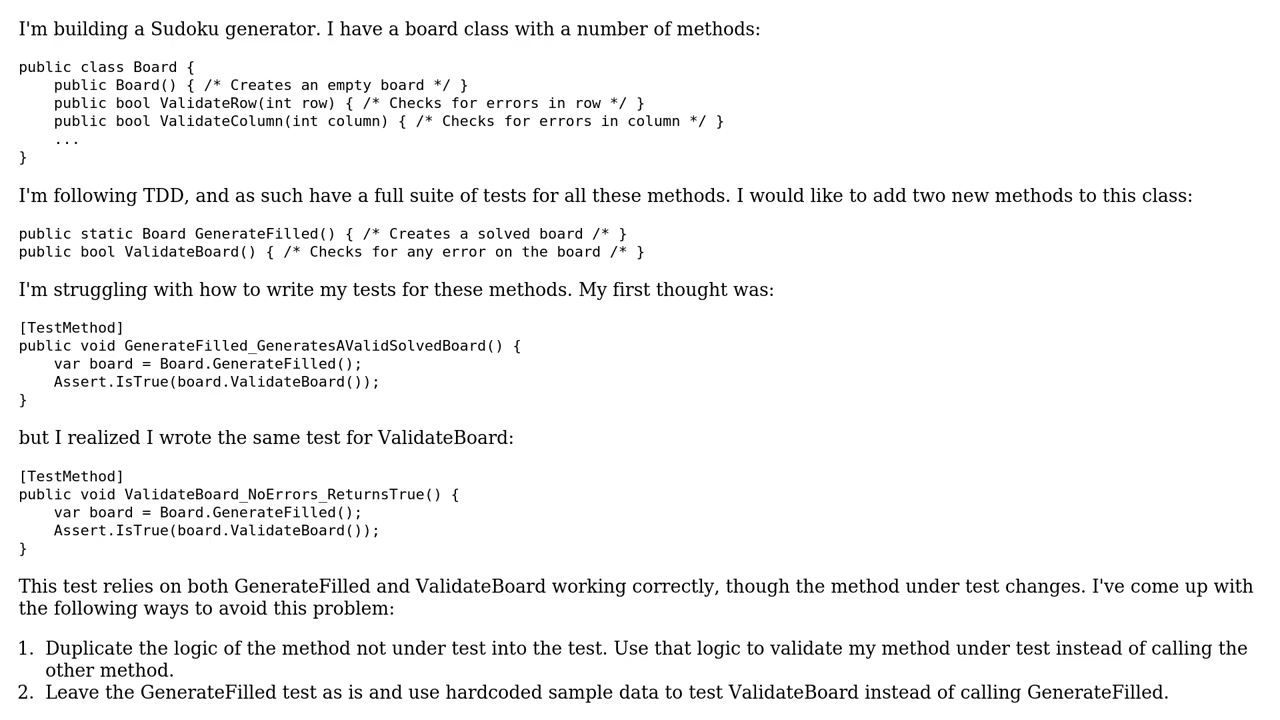 I'm building a Sudoku generator. I have a board class with a number of methods:
public class Board {
    public Board() { /* Creates an empty board */ }
    public bool ValidateRow(int row) { /* Checks for errors in row */ }
    public bool ValidateColumn(int column) { /* Checks for errors in column */ }
    ...
}
I'm following TDD, and as such have a full suite of tests for all these methods. I would like to add two new methods to this class:
public static Board GenerateFilled() { /* Creates a solved board /* }
public bool ValidateBoard() { /* Checks for any error on the board /* }
I'm struggling with how to write my tests for these methods. My first thought was:
[TestMethod]
public void GenerateFilled_GeneratesAValidSolvedBoard() {
    var board = Board.GenerateFilled();
    Assert.IsTrue(board.ValidateBoard());
}
but I realized I wrote the same test for ValidateBoard:
[TestMethod]
public void ValidateBoard_NoErrors_ReturnsTrue() {
    var board = Board.GenerateFilled();
    Assert.IsTrue(board.ValidateBoard());
}
This test relies on both GenerateFilled and ValidateBoard working correctly, though the method under test changes. I've come up with
the following ways to avoid this problem:
1. Duplicate the logic of the method not under test into the test. Use that logic to validate my method under test instead of calling the
other method.
2. Leave the GenerateFilled test as is and use hardcoded sample data to test ValidateBoard instead of calling GenerateFilled.